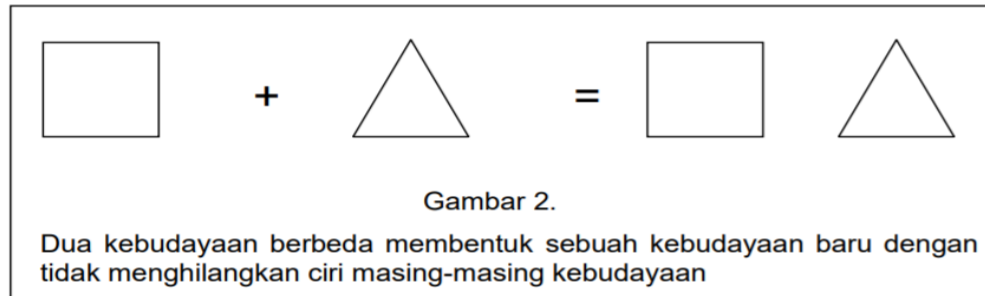 + =
Gambar 2.
Dua kebudayaan berbeda membentuk sebuah kebudayaan baru dengan
tidak menghilangkan ciri masing-masing kebudayaan